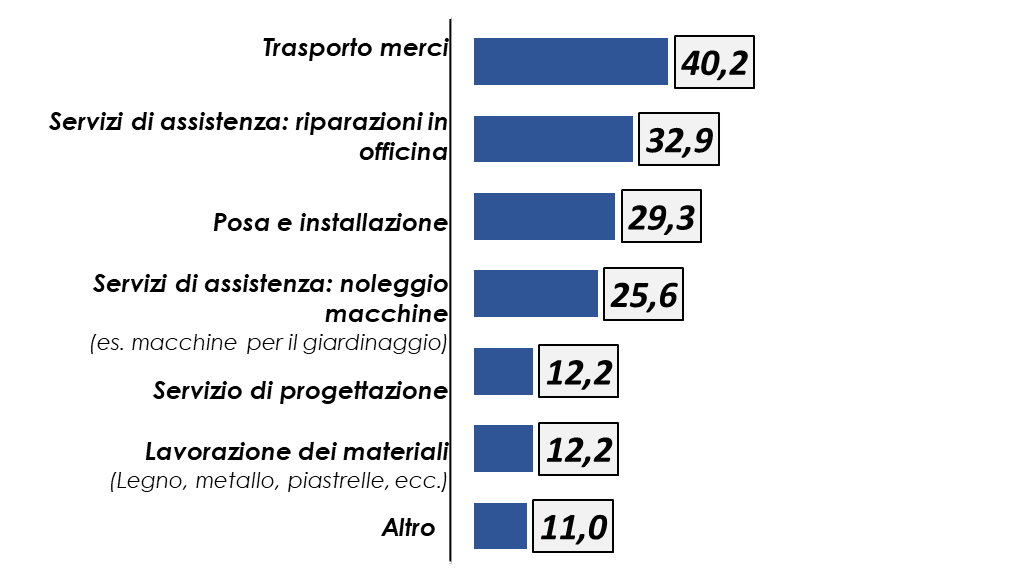 Trasporto merci
40,2
Servizi di assistenza: riparazioni in
officina
32,9
Posa e installazione
29,3
Servizi di assistenza: noleggio
macchine
(es. macchine per il giardinaggio)
25,6
Servizio di progettazione
12,2
Lavorazione dei materiali
(Legno, metallo, piastrelle, ecc.)
12,2
Altro
11,0